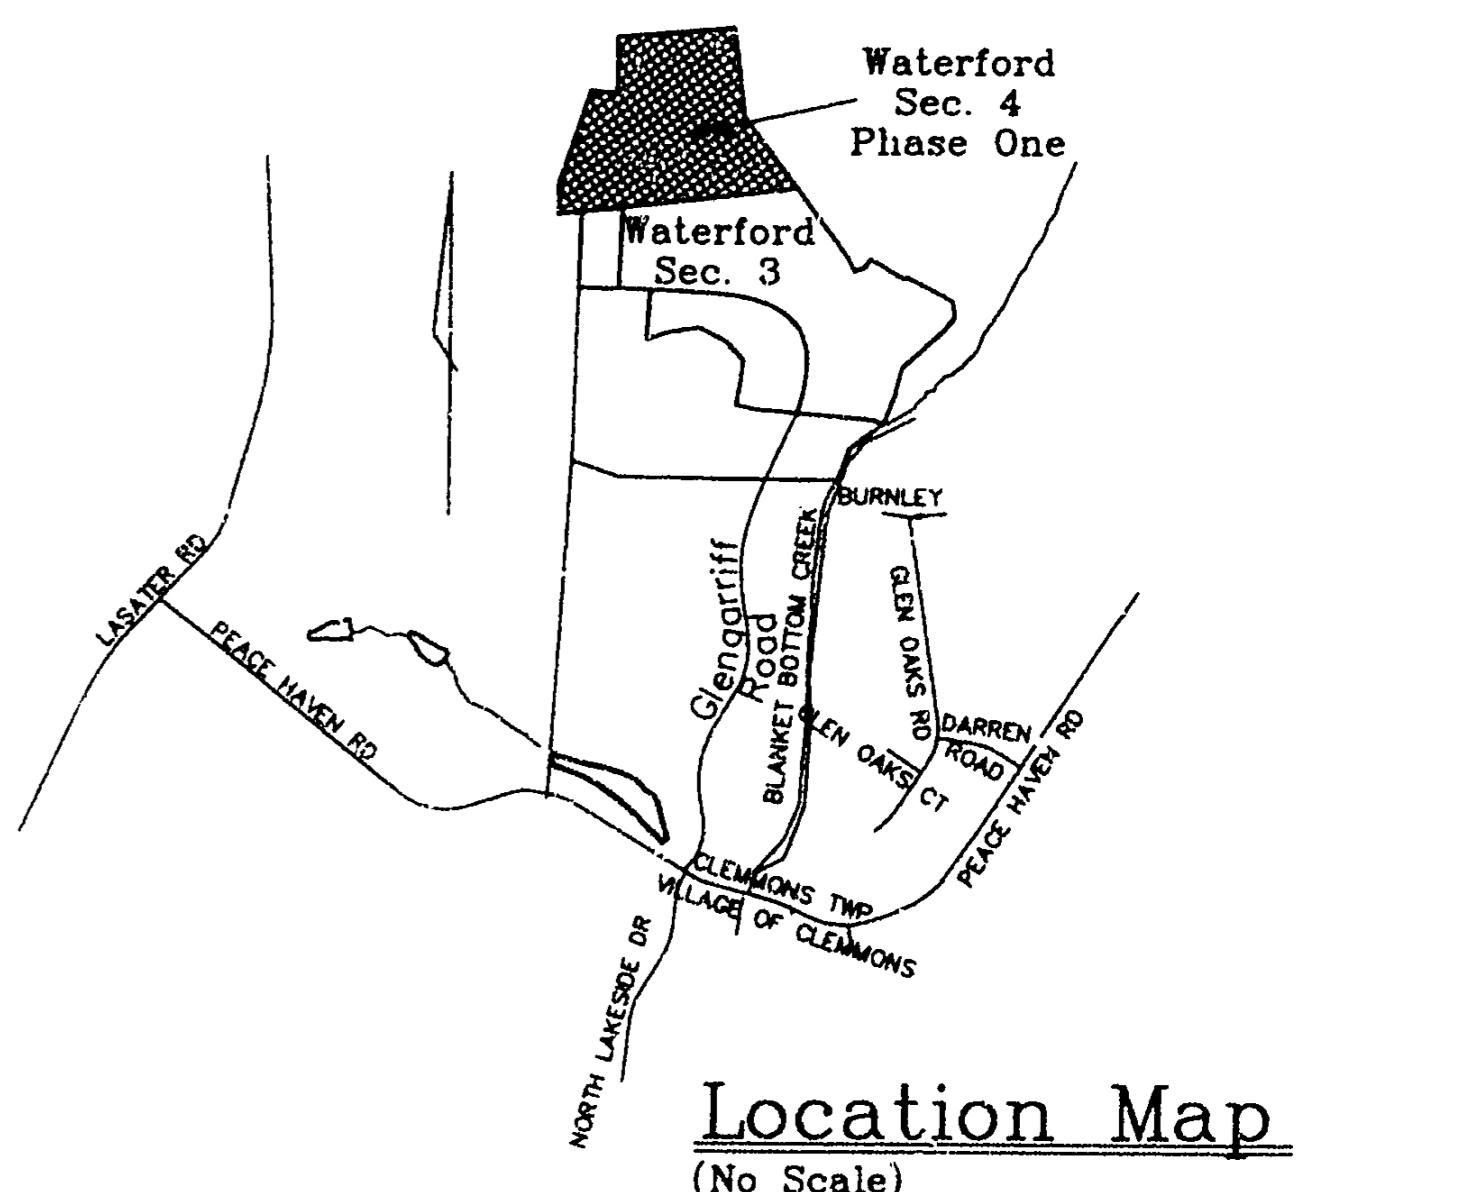 Waterford
Sec. 4
Phase One
Waterford
Sec. 3
BURNLEY
LASATER RD
PEACE HAVEN RD
Glengarriff
Road
BLANKET BOTTOM CREEK
GLEN OAKS RD
GLEN OAKS CT
DARREN
ROAD
PEACE HAVEN RD
CLEMMONS TWP
VILLAGE OF CLEMMONS
NORTH LAKESIDE DR
Location Map
(No Scale)